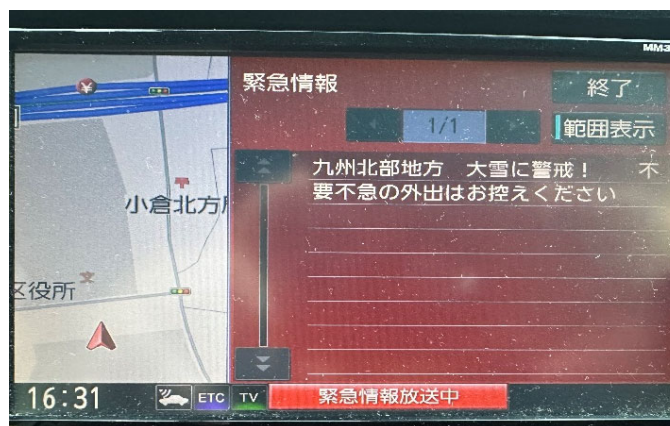 MM3
緊急情報
終了
1/1
範囲表示
九州北部地方 大雪に警戒! 不
要不急の外出はお控えください
¥
小倉北方
区役所
16:31
ETC
TV
緊急情報放送中